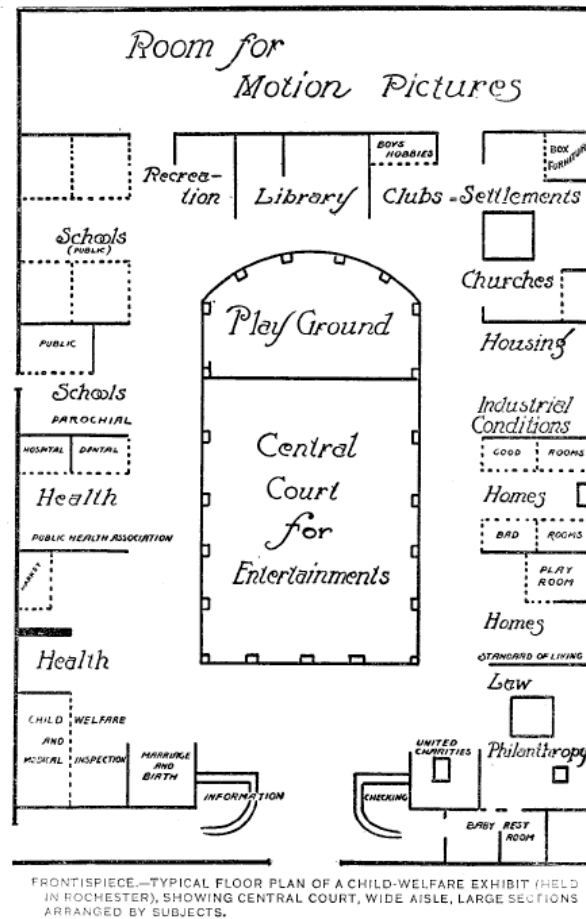 Room for
Motion Pictures
BOYS
HOBBIES
BOX
FURNITURE
Recrea-
tion
Library
Clubs - Settlements
Schools
(PUBLIC)
Churches
Play Ground
PUBLIC
Housing
Schools
PAROCHIAL
Industrial
Conditions
HOSPITAL
DENTAL
GOOD
ROOMS
Central
Court
for
Entertainments
Health
Homes
PUBLIC HEALTH ASSOCIATION
BAD
ROOMS
MARKET
PLAY
ROOM
Homes
Health
STANDARD OF LIVING
Law
CHILD WELFARE
AND
MEDICAL INSPECTION
MARRIAGE
AND
BIRTH
UNITED
CHARITIES
Philanthropy
INFORMATION
CHECKING
BABY REST
ROOM
FRONTISPIECE.—TYPICAL FLOOR PLAN OF A CHILD-WELFARE EXHIBIT (HELD
IN ROCHESTER), SHOWING CENTRAL COURT, WIDE AISLE, LARGE SECTIONS
ARRANGED BY SUBJECTS.